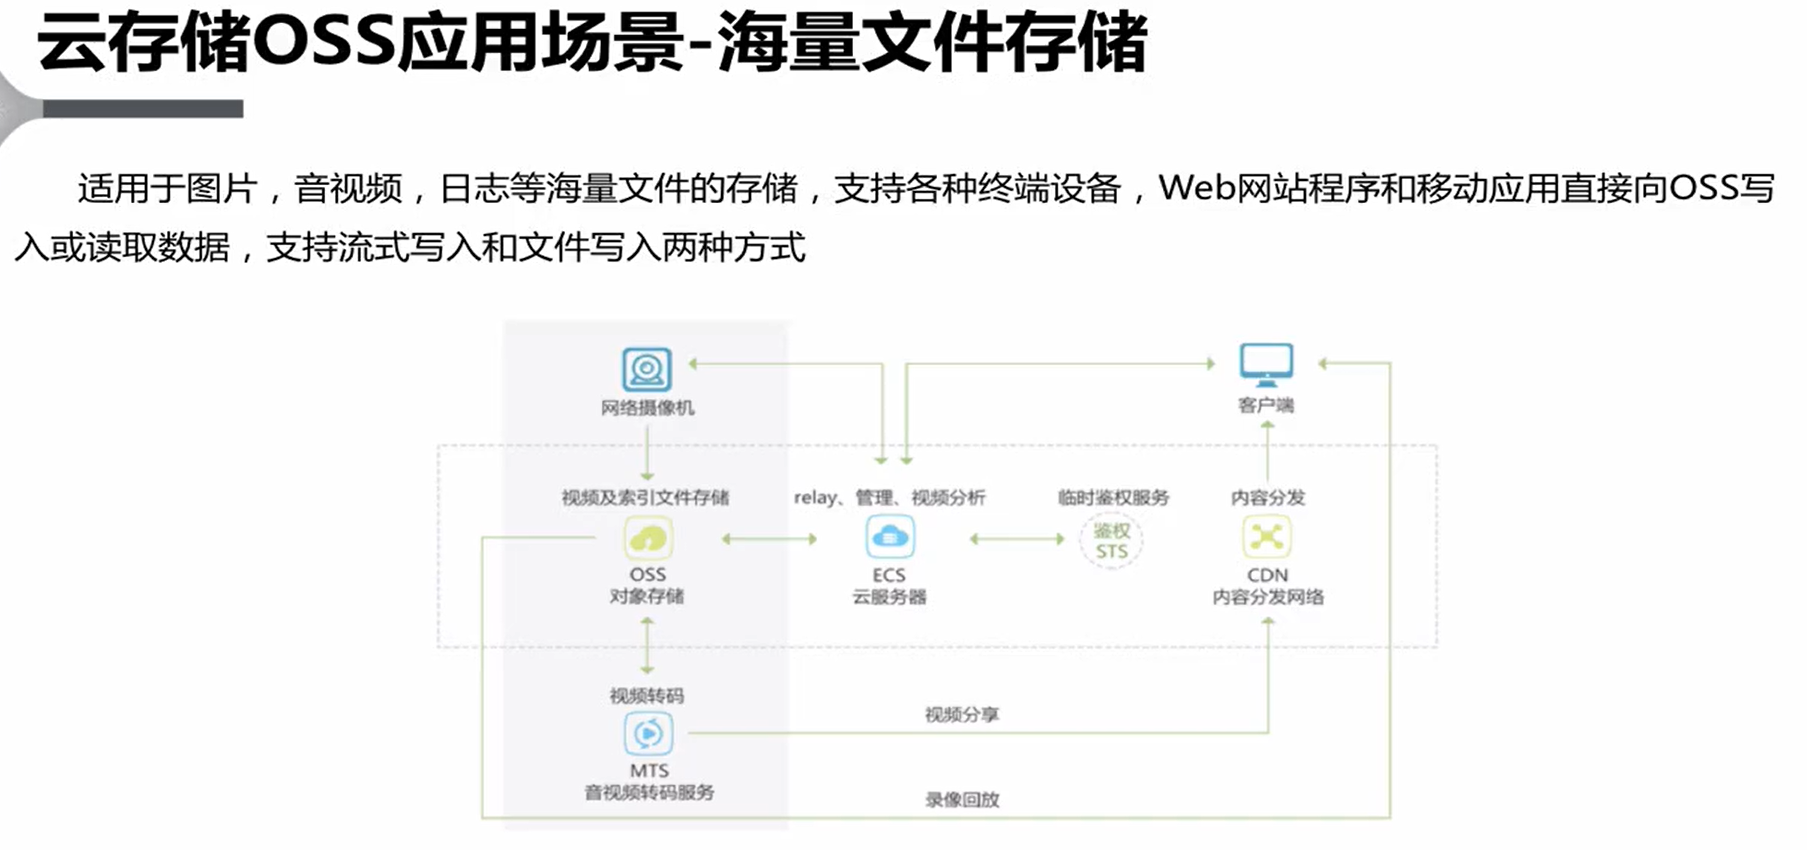 云存储OSS应用场景-海量文件存储
适用于图片，音视频，日志等海量文件的存储，支持各种终端设备，Web网站程序和移动应用直接向OSS写
入或读取数据，支持流式写入和文件写入两种方式
网络摄像机
客户端
视频及索引文件存储
relay、管理、视频分析
临时鉴权服务
内容分发
鉴权
STS
OSS
对象存储
ECS
云服务器
CDN
内容分发网络
视频转码
视频分享
MTS
音视频转码服务
录像回放